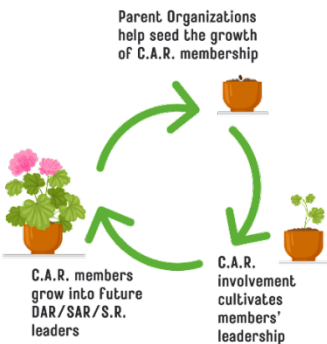 Parent Organizations
help seed the growth
of C.A.R. membership
C.A.R.
involvement
cultivates
members'
leadership
C.A.R. members
grow into future
DAR/SAR/S.R.
leaders